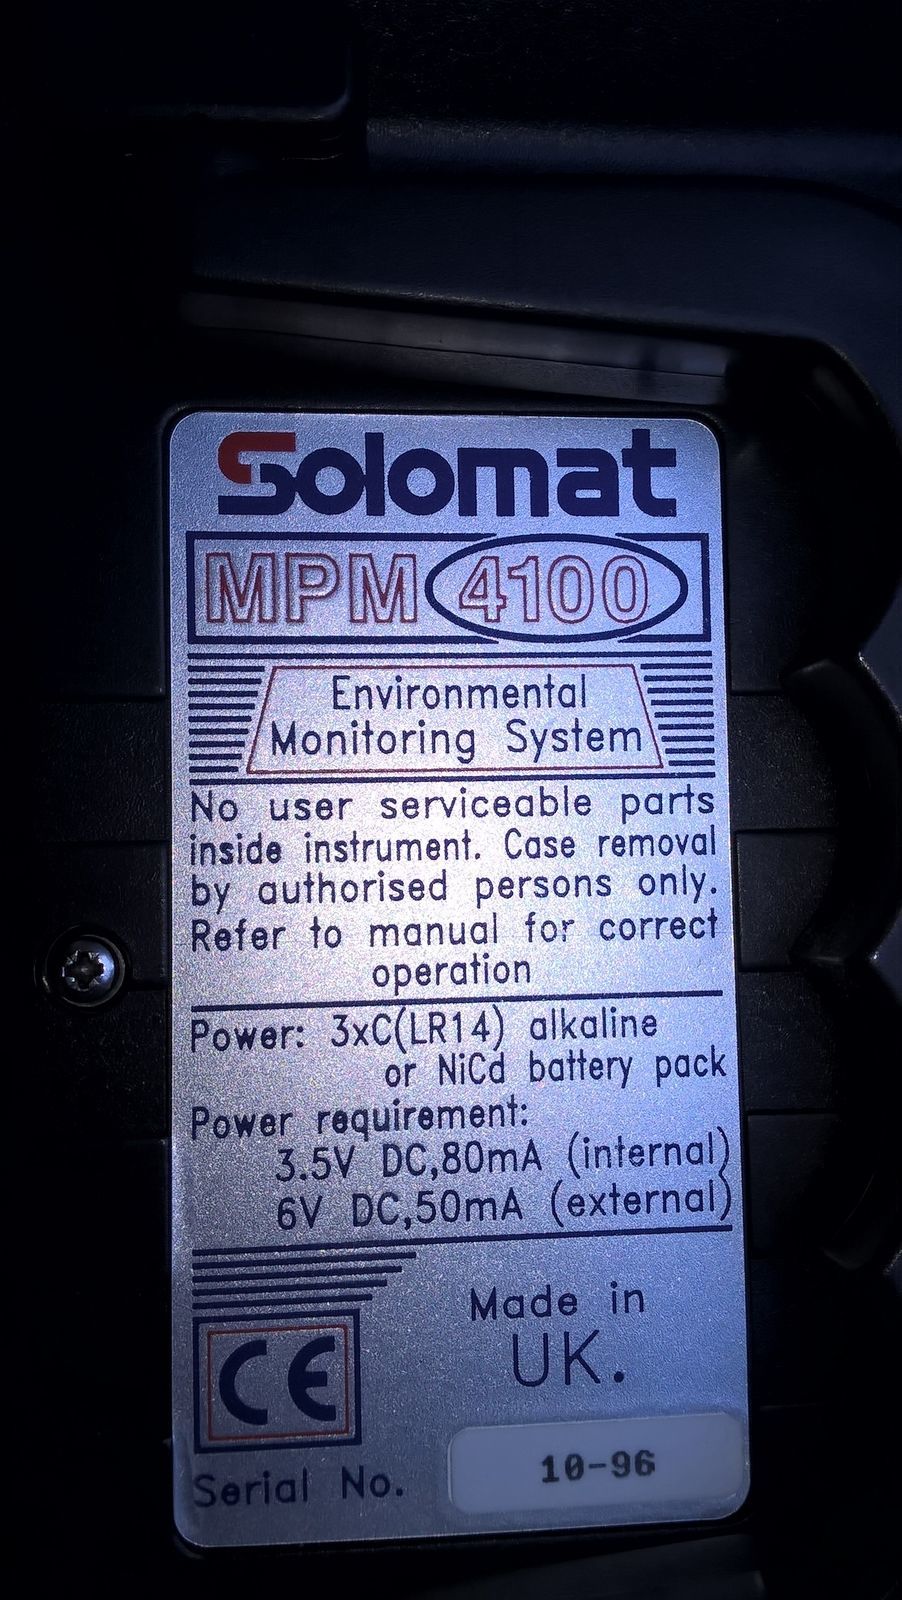 Solomat
MPM 4100
Environmental
Monitoring System
No user serviceable parts
inside instrument. Case removal
by authorised persons only.
Refer to manual for correct
operation
Power: 3xC(LR14) alkaline
or NiCd battery pack
Power requirement:
3.5V DC,80mA (internal)
6V DC,50mA (external)
CE
Made in
UK.
Serial No. 10-96